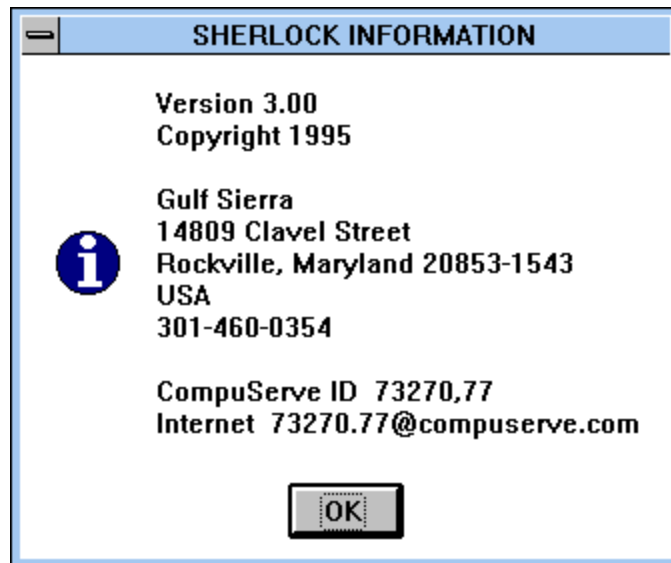 SHERLOCK INFORMATION
Version 3.00
Copyright 1995
Gulf Sierra
14809 Clavel Street
Rockville, Maryland 20853-1543
USA
301-460-0354
CompuServe ID  73270,77
Internet  73270.77@compuserve.com
OK